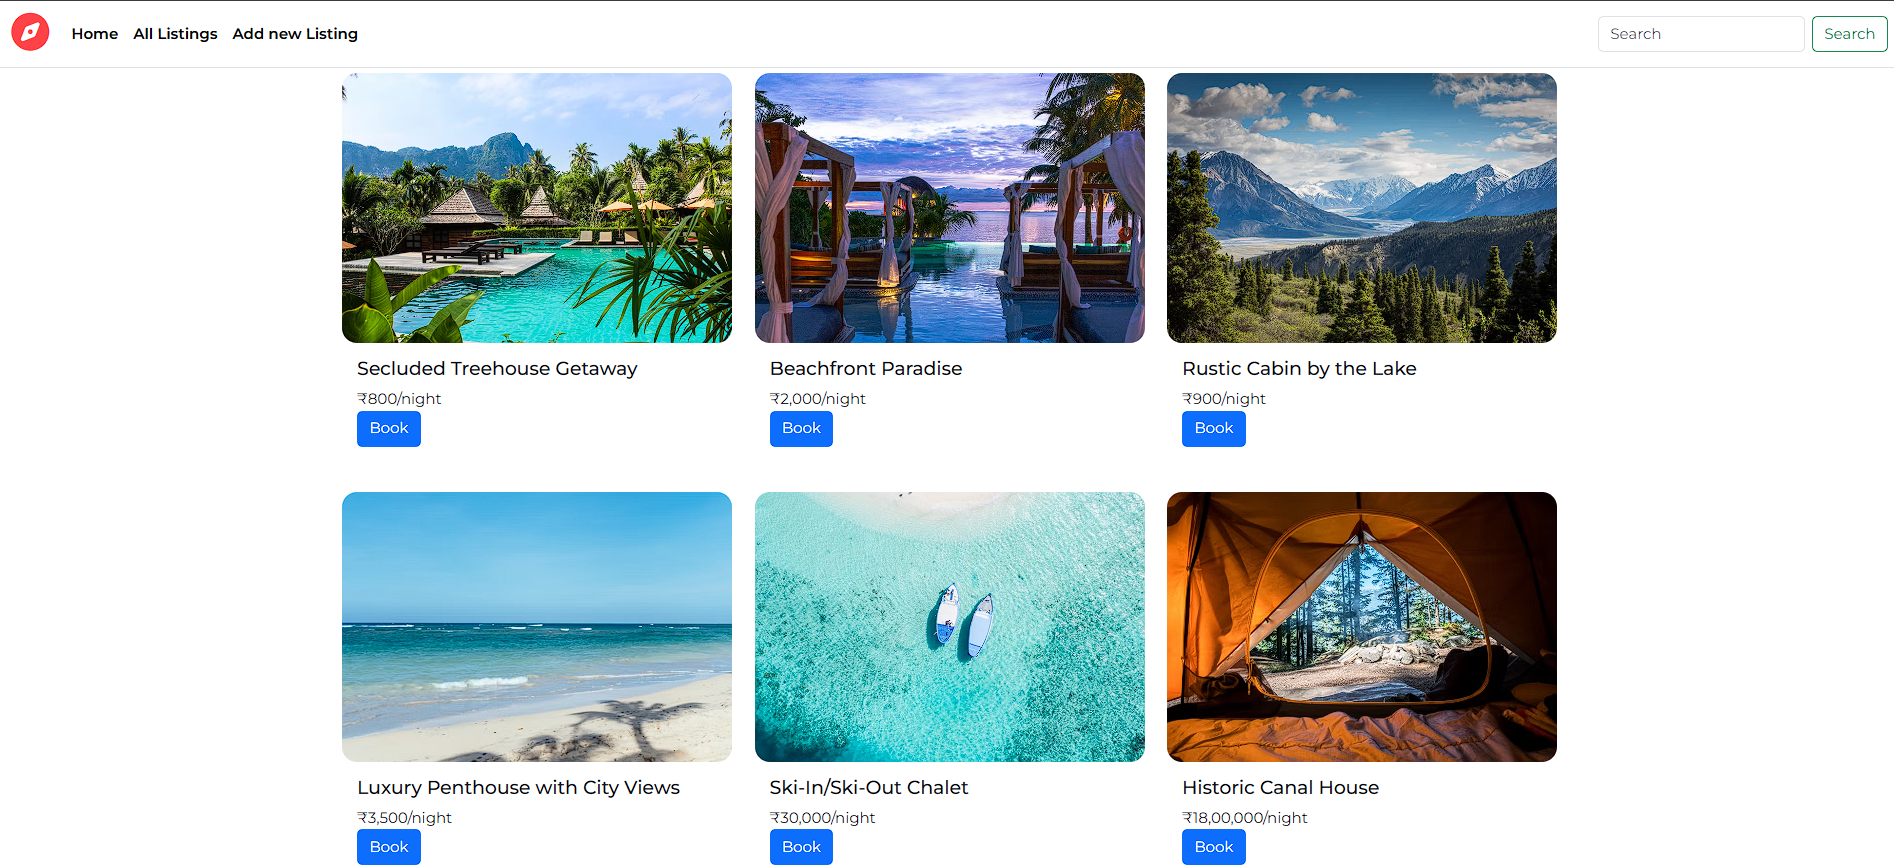 Home All Listings Add new Listing Search Search
Secluded Treehouse Getaway
₹800/night
Book
Beachfront Paradise
₹2,000/night
Book
Rustic Cabin by the Lake
₹900/night
Book
Luxury Penthouse with City Views
₹3,500/night
Book
Ski-In/Ski-Out Chalet
₹30,000/night
Book
Historic Canal House
₹18,00,000/night
Book